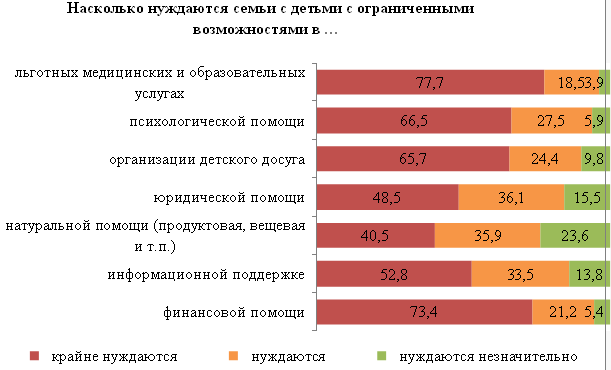 Насколько нуждаются семьи с детьми с ограниченными
возможностями в …
льготных медицинских и образовательных
услугах
77,7 18,5 3,9
психологической помощи
66,5 27,5 5,9
организации детского досуга
65,7 24,4 9,8
юридической помощи
48,5 36,1 15,5
натуральной помощи (продуктовая, вещевая
и т.п.)
40,5 35,9 23,6
информационной поддержке
52,8 33,5 13,8
финансовой помощи
73,4 21,2 5,4
крайне нуждаются нуждаются нуждаются незначительно